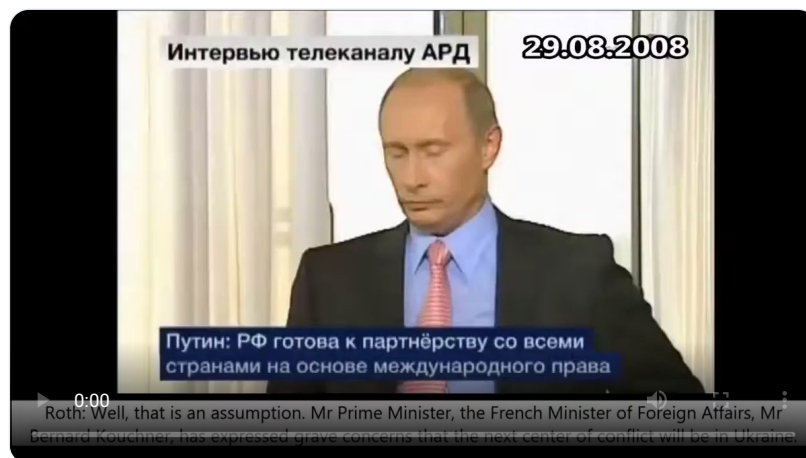 Интервью телеканалу АРД
29.08.2008
Путин: РФ готова к партнёрству со всеми
странами на основе международного права
0:00
Roth: Well, that is an assumption. Mr Prime Minister, the French Minister of Foreign Affairs, Mr
Bernard Kouchner, has expressed grave concerns that the next center of conflict will be in Ukraine.